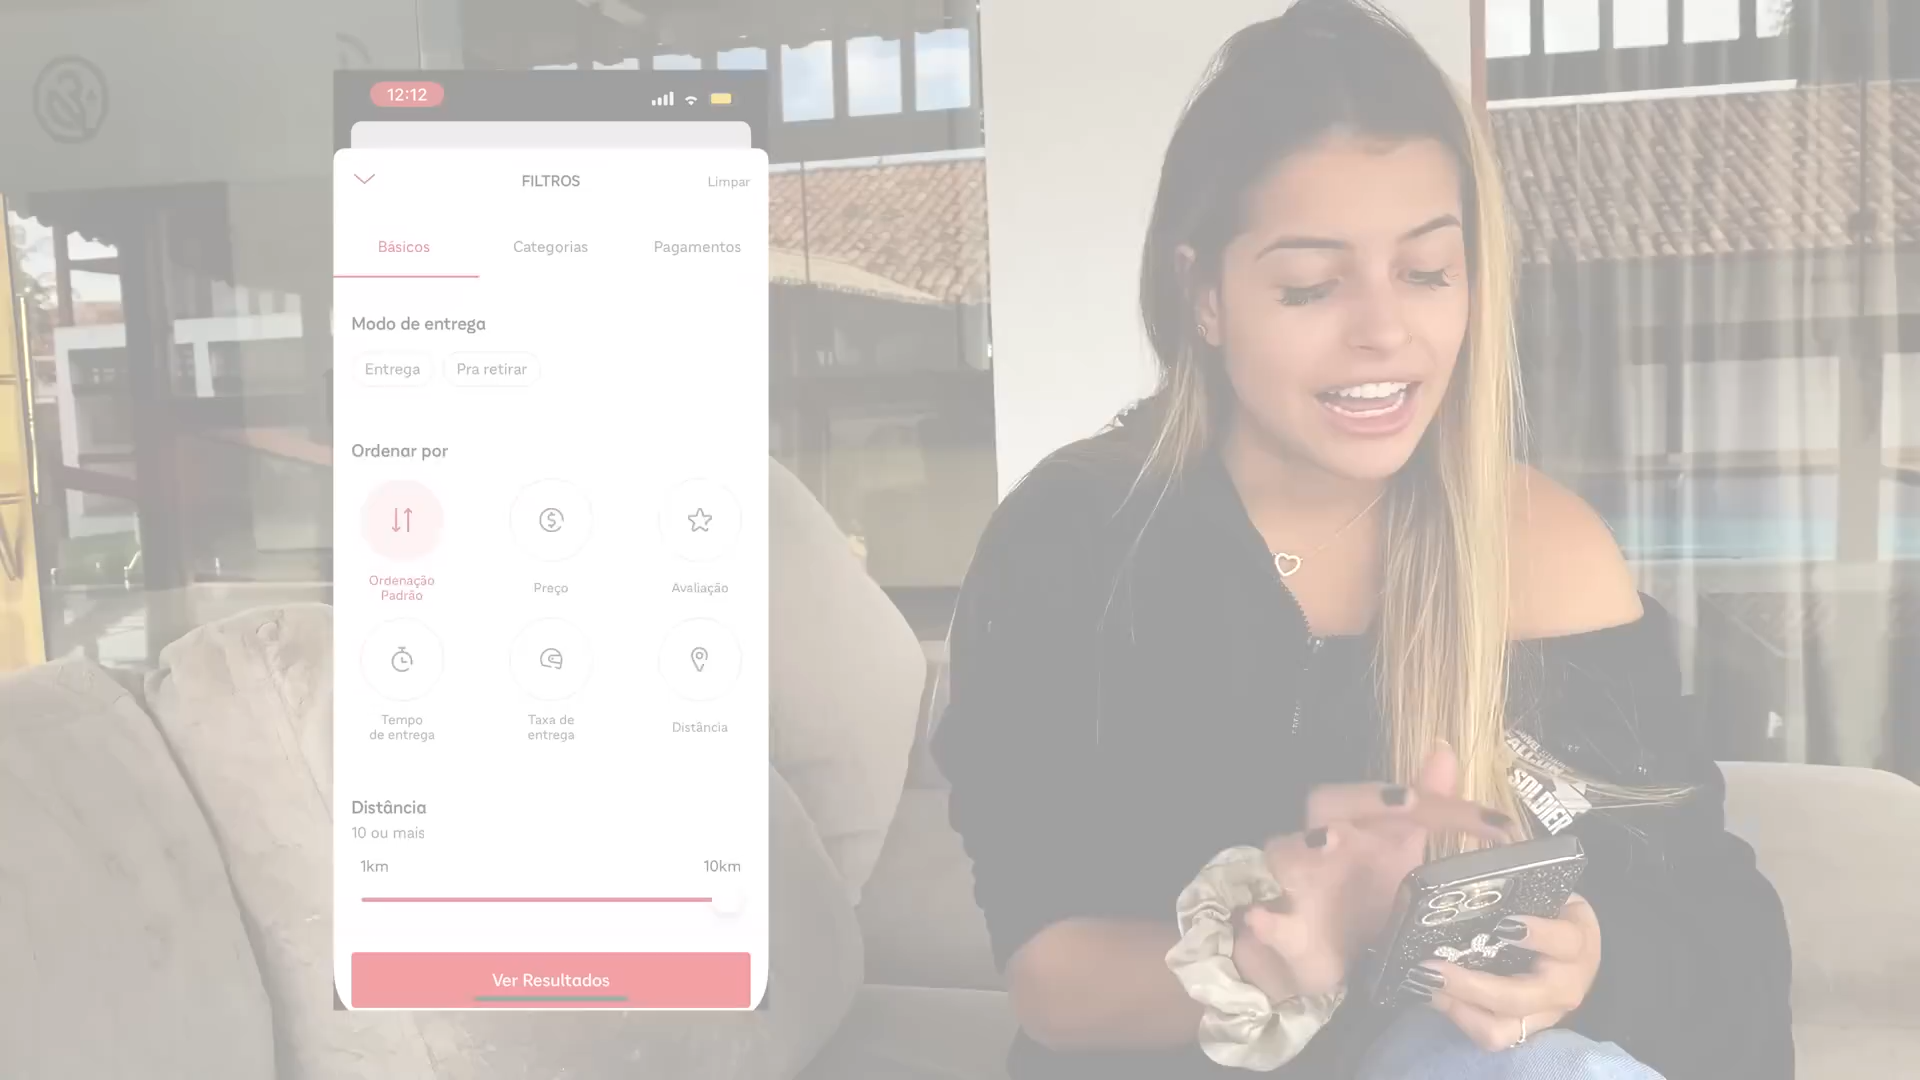 12:12
FILTROS
Limpar
Básicos
Categorias
Pagamentos
Modo de entrega
Entrega
Pra retirar
Ordenar por
Ordenação
Padrão
Preço
Avaliação
Tempo
de entrega
Taxa de
entrega
Distância
Distância
10 ou mais
1km
10km
Ver Resultados
FALCON
SOLDIER